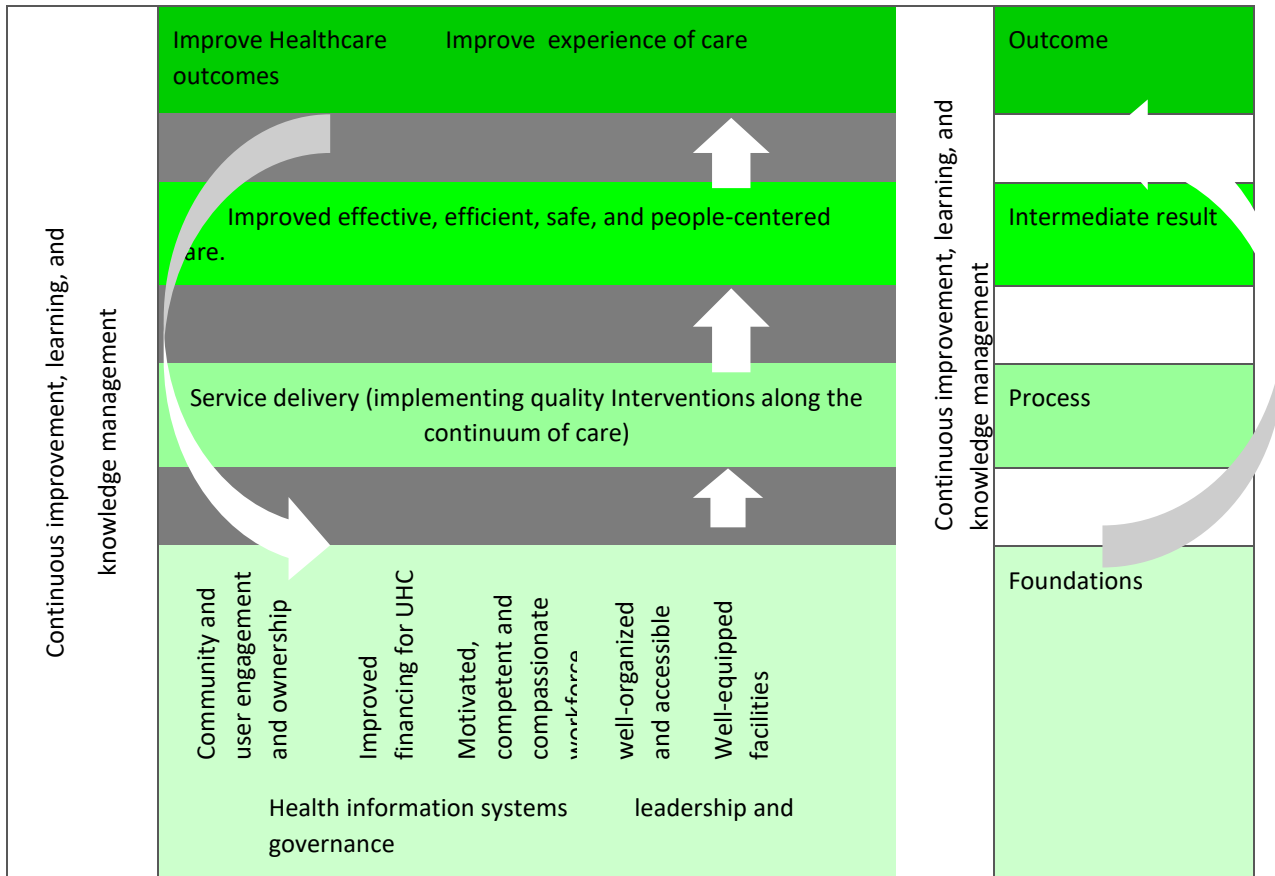 Improve Healthcare Improve experience of care
outcomes
Improved effective, efficient, safe, and people-centered
are.
Service delivery (implementing quality Interventions along the
continuum of care)
Continuous improvement, learning, and
knowledge management
Community and
user engagement
and ownership
Improved
financing for UHC
Motivated,
competent and
compassionate
workforce
well-organized
and accessible
Well-equipped
facilities
Health information systems leadership and
governance
Continuous improvement, learning, and
knowledge management
Outcome
Intermediate result
Process
Foundations